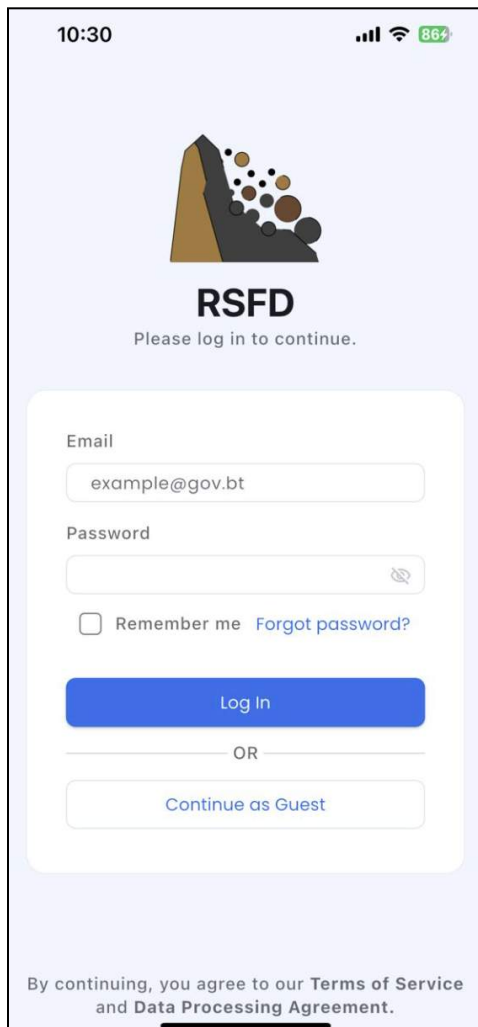 10:30
86
RSFD
Please log in to continue.
Email
example@gov.bt
Password
Remember me Forgot password?
Log In
OR
Continue as Guest
By continuing, you agree to our Terms of Service
and Data Processing Agreement.